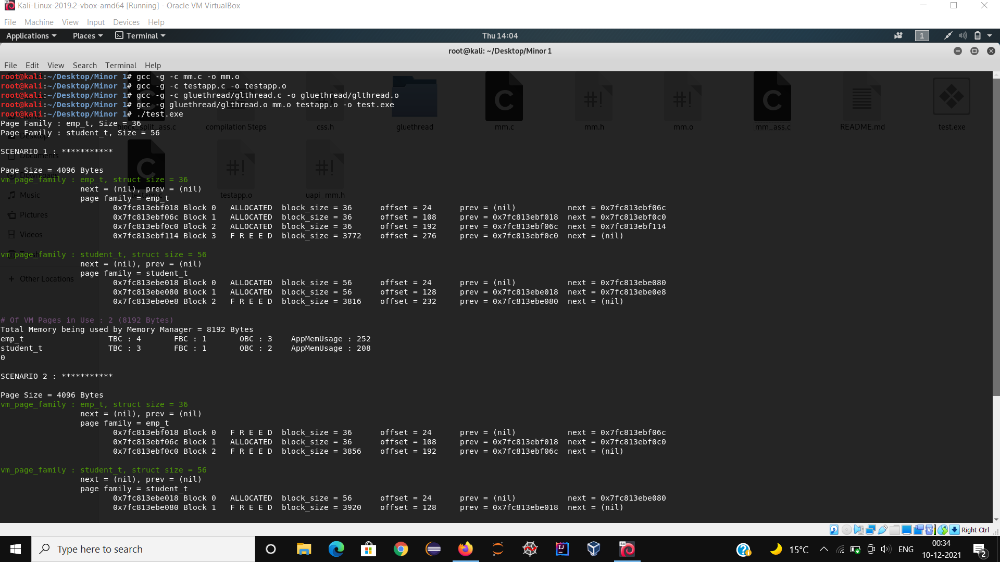 Kali-Linux-2019.2-vbox-amd64 [Running] - Oracle VM VirtualBox
File Machine View Input Devices Help
Applications Places Terminal Thu 14:04 1
root@kali: ~/Desktop/Minor 1
File Edit View Search Terminal Help
root@kali:~/Desktop/Minor 1# gcc -g -c mm.c -o mm.o
root@kali:~/Desktop/Minor 1# gcc -g -c testapp.c -o testapp.o
root@kali:~/Desktop/Minor 1# gcc -g -c gluethread/glthread.c -o gluethread/glthread.o
root@kali:~/Desktop/Minor 1# gcc -g gluethread/glthread.o mm.o testapp.o -o test.exe
root@kali:~/Desktop/Minor 1# ./test.exe
Page Family : emp_t, Size = 36
block_split_ass.c compilation Steps css.h gluethread mm.c mm.h mm.o mm_ass.c README.md test.exe
Page Family : student_t, Size = 56
Desktop
SCENARIO 1 : ***********
Documents
Page Size = 4096 Bytes
Downloads
vm_page_family : emp_t, struct size = 36
next = (nil), prev = (nil)
testapp.c testapp.o uapi_mm.h
Music
page family = emp_t
0x7fc813ebf018 Block 0 ALLOCATED block_size = 36 offset = 24 prev = (nil) next = 0x7fc813ebf06c
Pictures
0x7fc813ebf06c Block 1 ALLOCATED block_size = 36 offset = 108 prev = 0x7fc813ebf018 next = 0x7fc813ebf0c0
0x7fc813ebf0c0 Block 2 ALLOCATED block_size = 36 offset = 192 prev = 0x7fc813ebf06c next = 0x7fc813ebf114
Videos
0x7fc813ebf114 Block 3 F R E E D block_size = 3772 offset = 276 prev = 0x7fc813ebf0c0 next = (nil)
vm_page_family : student_t, struct size = 56
next = (nil), prev = (nil)
page family = student_t
Other Locations
0x7fc813ebe018 Block 0 ALLOCATED block_size = 56 offset = 24 prev = (nil) next = 0x7fc813ebe080
0x7fc813ebe080 Block 1 ALLOCATED block_size = 56 offset = 128 prev = 0x7fc813ebe018 next = 0x7fc813ebe0e8
0x7fc813ebe0e8 Block 2 F R E E D block_size = 3816 offset = 232 prev = 0x7fc813ebe080 next = (nil)
# Of VM Pages in Use : 2 (8192 Bytes)
Total Memory being used by Memory Manager = 8192 Bytes
emp_t TBC : 4 FBC : 1 OBC : 3 AppMemUsage : 252
student_t TBC : 3 FBC : 1 OBC : 2 AppMemUsage : 208
0
SCENARIO 2 : ***********
Page Size = 4096 Bytes
vm_page_family : emp_t, struct size = 36
next = (nil), prev = (nil)
page family = emp_t
0x7fc813ebf018 Block 0 F R E E D block_size = 36 offset = 24 prev = (nil) next = 0x7fc813ebf06c
0x7fc813ebf06c Block 1 ALLOCATED block_size = 36 offset = 108 prev = 0x7fc813ebf018 next = 0x7fc813ebf0c0
0x7fc813ebf0c0 Block 2 F R E E D block_size = 3856 offset = 192 prev = 0x7fc813ebf06c next = (nil)
vm_page_family : student_t, struct size = 56
next = (nil), prev = (nil)
page family = student_t
0x7fc813ebe018 Block 0 ALLOCATED block_size = 56 offset = 24 prev = (nil) next = 0x7fc813ebe080
0x7fc813ebe080 Block 1 F R E E D block_size = 3920 offset = 128 prev = 0x7fc813ebe018 next = (nil)
Right Ctrl
Type here to search 15°C ENG 00:34
10-12-2021 2